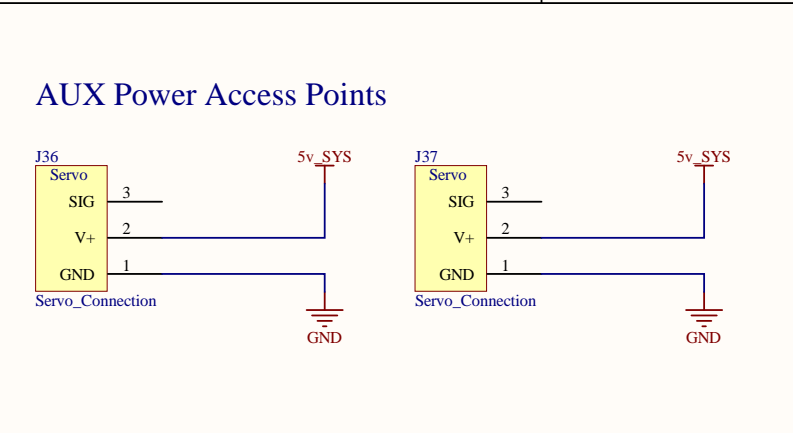 AUX Power Access Points
J36
5v_SYS
Servo
SIG
3
V+
2
GND
1
Servo_Connection
GND
J37
5v_SYS
Servo
SIG
3
V+
2
GND
1
Servo_Connection
GND